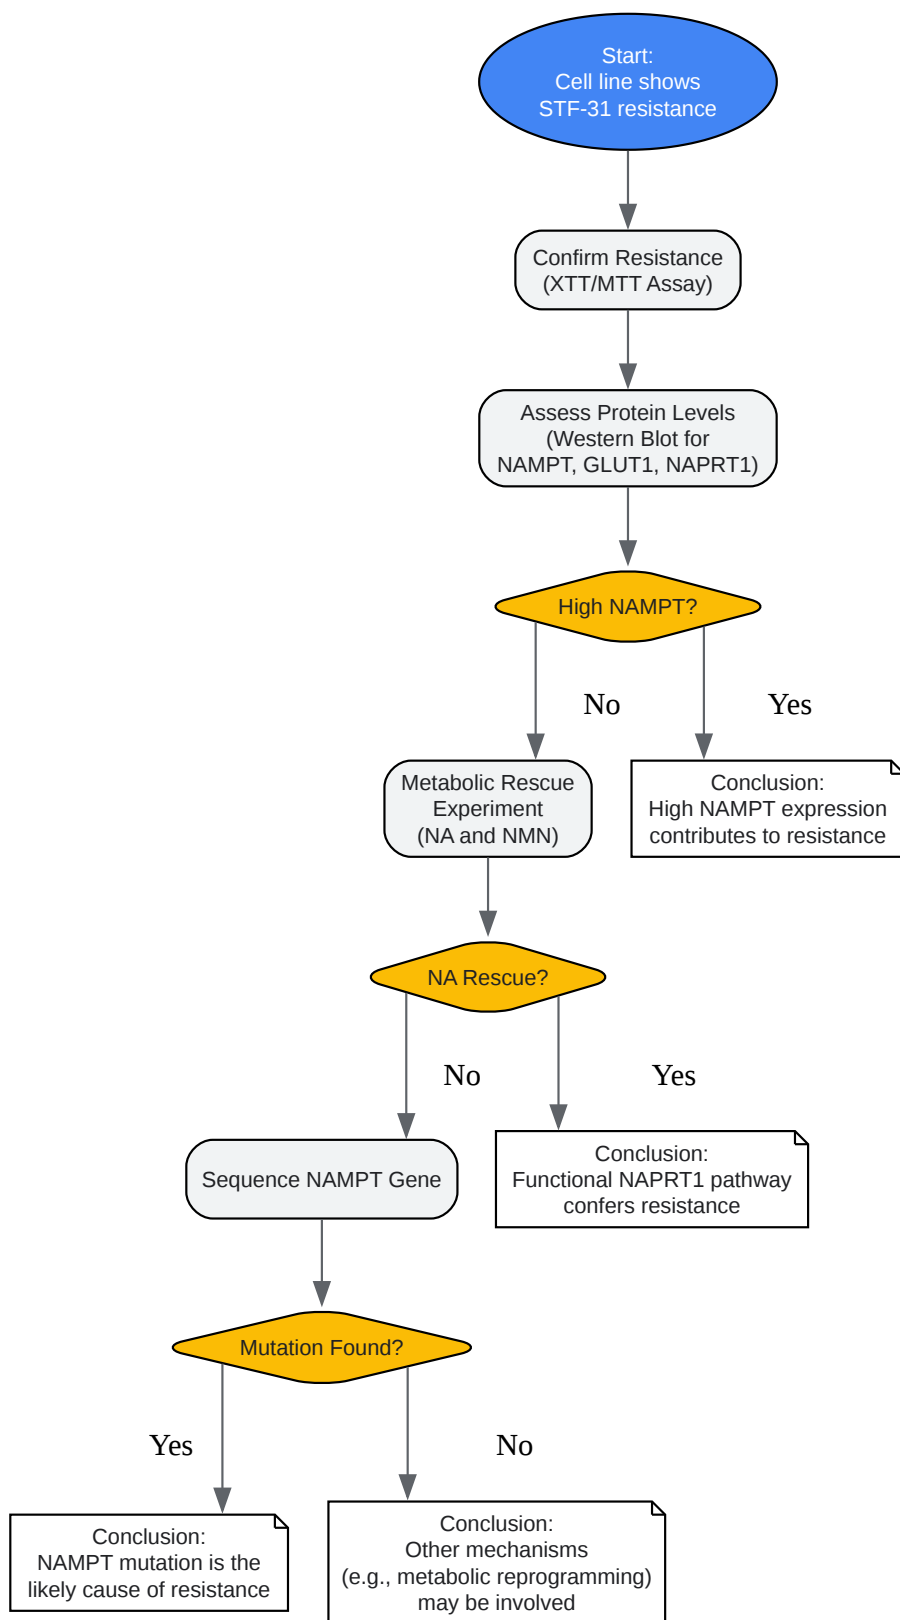 Start:
Cell line shows
STF-31 resistance
Confirm Resistance
(XTT/MTT Assay)
Assess Protein Levels
(Western Blot for
NAMPT, GLUT1, NAPRT1)
High NAMPT?
No
Yes
Metabolic Rescue
Experiment
(NA and NMN)
Conclusion:
High NAMPT expression
contributes to resistance
NA Rescue?
No
Yes
Sequence NAMPT Gene
Conclusion:
Functional NAPRT1 pathway
confers resistance
Mutation Found?
Yes
No
Conclusion:
NAMPT mutation is the
likely cause of resistance
Conclusion:
Other mechanisms
(e.g., metabolic reprogramming)
may be involved